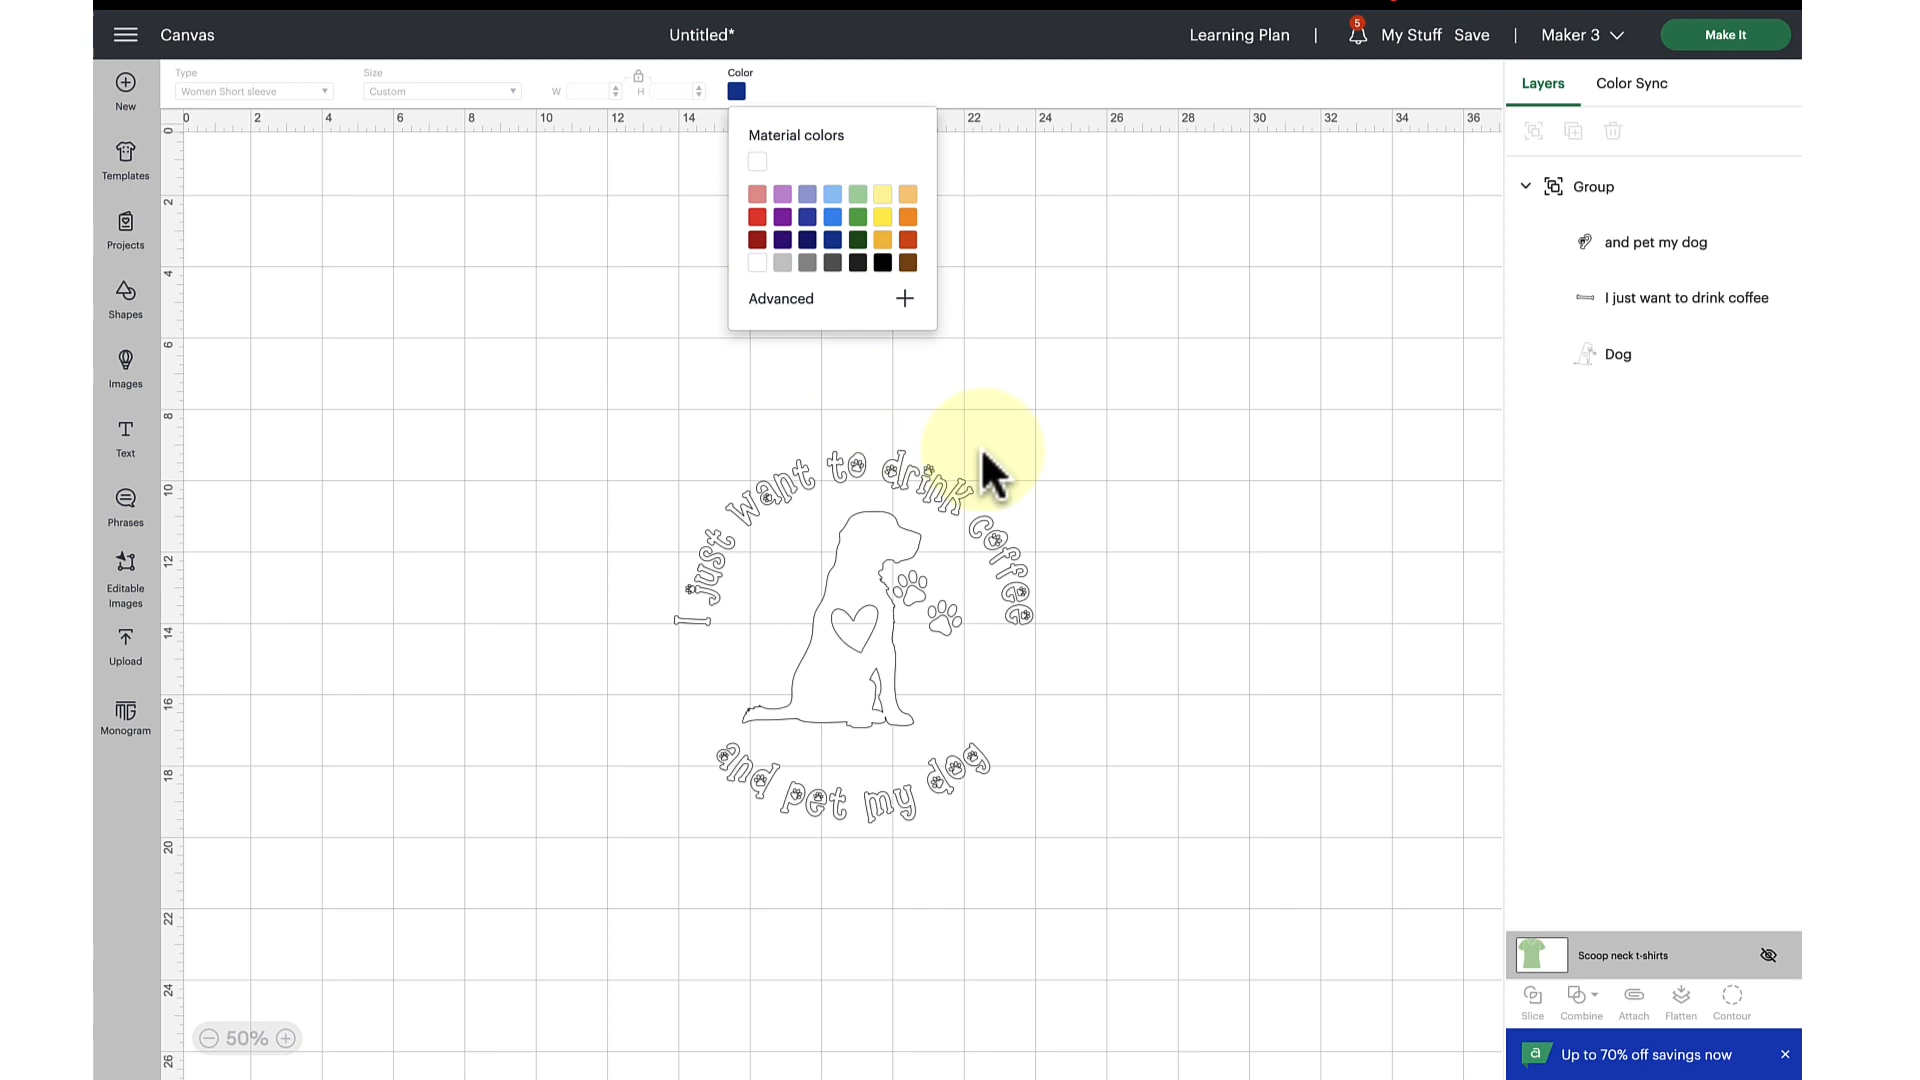 Canvas
Untitled*
Learning Plan | 5 My Stuff Save | Maker 3 Make It
Type Size Color
Women Short sleeve Custom W H
Layers Color Sync
0 2 4 6 8 10 12 14 22 24 26 28 30 32 34 36
0
2
4
6
8
10
12
14
16
18
20
22
24
26
New
Templates
Projects
Shapes
Images
Text
Phrases
Editable
Images
Upload
Monogram
Material colors
Advanced
I just want to drink coffee
and pet my dog
Group
and pet my dog
I just want to drink coffee
Dog
Scoop neck t-shirts
Slice Combine Attach Flatten Contour
a Up to 70% off savings now
50%